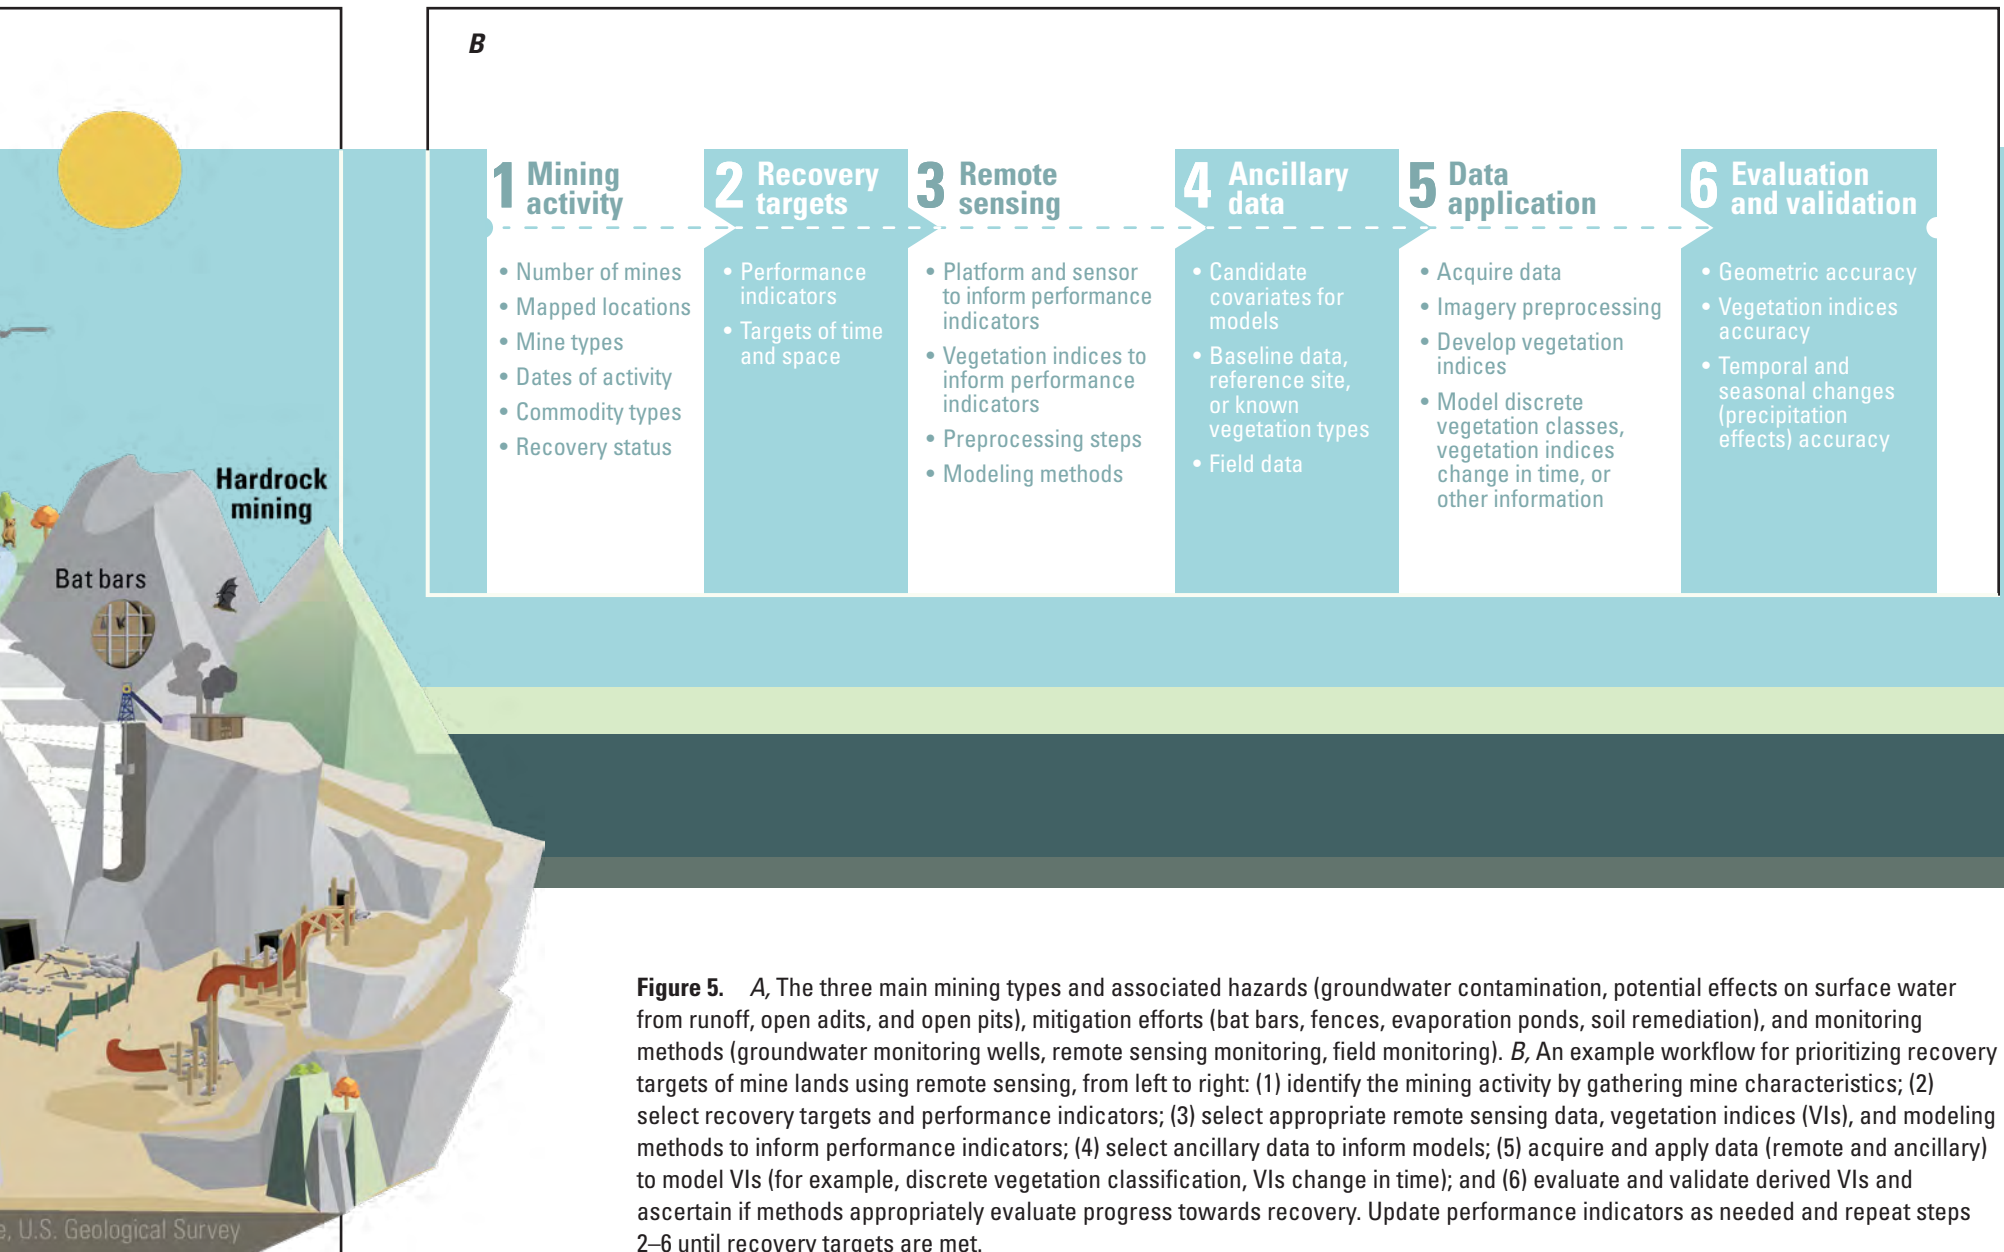 B
1 Mining
activity
• Number of mines
• Mapped locations
• Mine types
• Dates of activity
• Commodity types
• Recovery status
2 Recovery
targets
• Performance
indicators
• Targets of time
and space
3 Remote
sensing
• Platform and sensor
to inform performance
indicators
• Vegetation indices to
inform performance
indicators
• Preprocessing steps
• Modeling methods
4 Ancillary
data
• Candidate
covariates for
models
• Baseline data,
reference site,
or known
vegetation types
• Field data
5 Data
application
• Acquire data
• Imagery preprocessing
• Develop vegetation
indices
• Model discrete
vegetation classes,
vegetation indices
change in time, or
other information
6 Evaluation
and validation
• Geometric accuracy
• Vegetation indices
accuracy
• Temporal and
seasonal changes
(precipitation
effects) accuracy
Hardrock
mining
Bat bars
U.S. Geological Survey
Figure 5. A, The three main mining types and associated hazards (groundwater contamination, potential effects on surface water
from runoff, open adits, and open pits), mitigation efforts (bat bars, fences, evaporation ponds, soil remediation), and monitoring
methods (groundwater monitoring wells, remote sensing monitoring, field monitoring). B, An example workflow for prioritizing recovery
targets of mine lands using remote sensing, from left to right: (1) identify the mining activity by gathering mine characteristics; (2)
select recovery targets and performance indicators; (3) select appropriate remote sensing data, vegetation indices (VIs), and modeling
methods to inform performance indicators; (4) select ancillary data to inform models; (5) acquire and apply data (remote and ancillary)
to model VIs (for example, discrete vegetation classification, VIs change in time); and (6) evaluate and validate derived VIs and
ascertain if methods appropriately evaluate progress towards recovery. Update performance indicators as needed and repeat steps
2–6 until recovery targets are met.